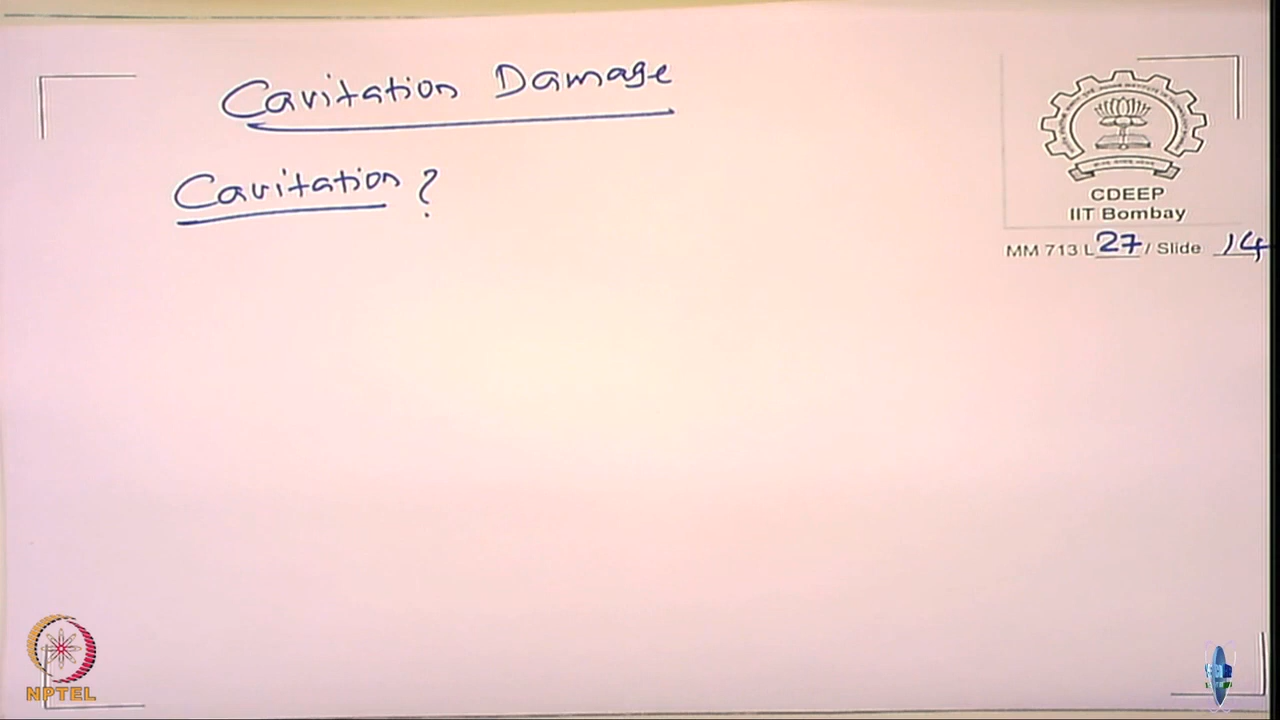 Cavitation Damage
Cavitation ?
CDEEP
IIT Bombay
MM 713 L 27 / Slide 14
NPTEL